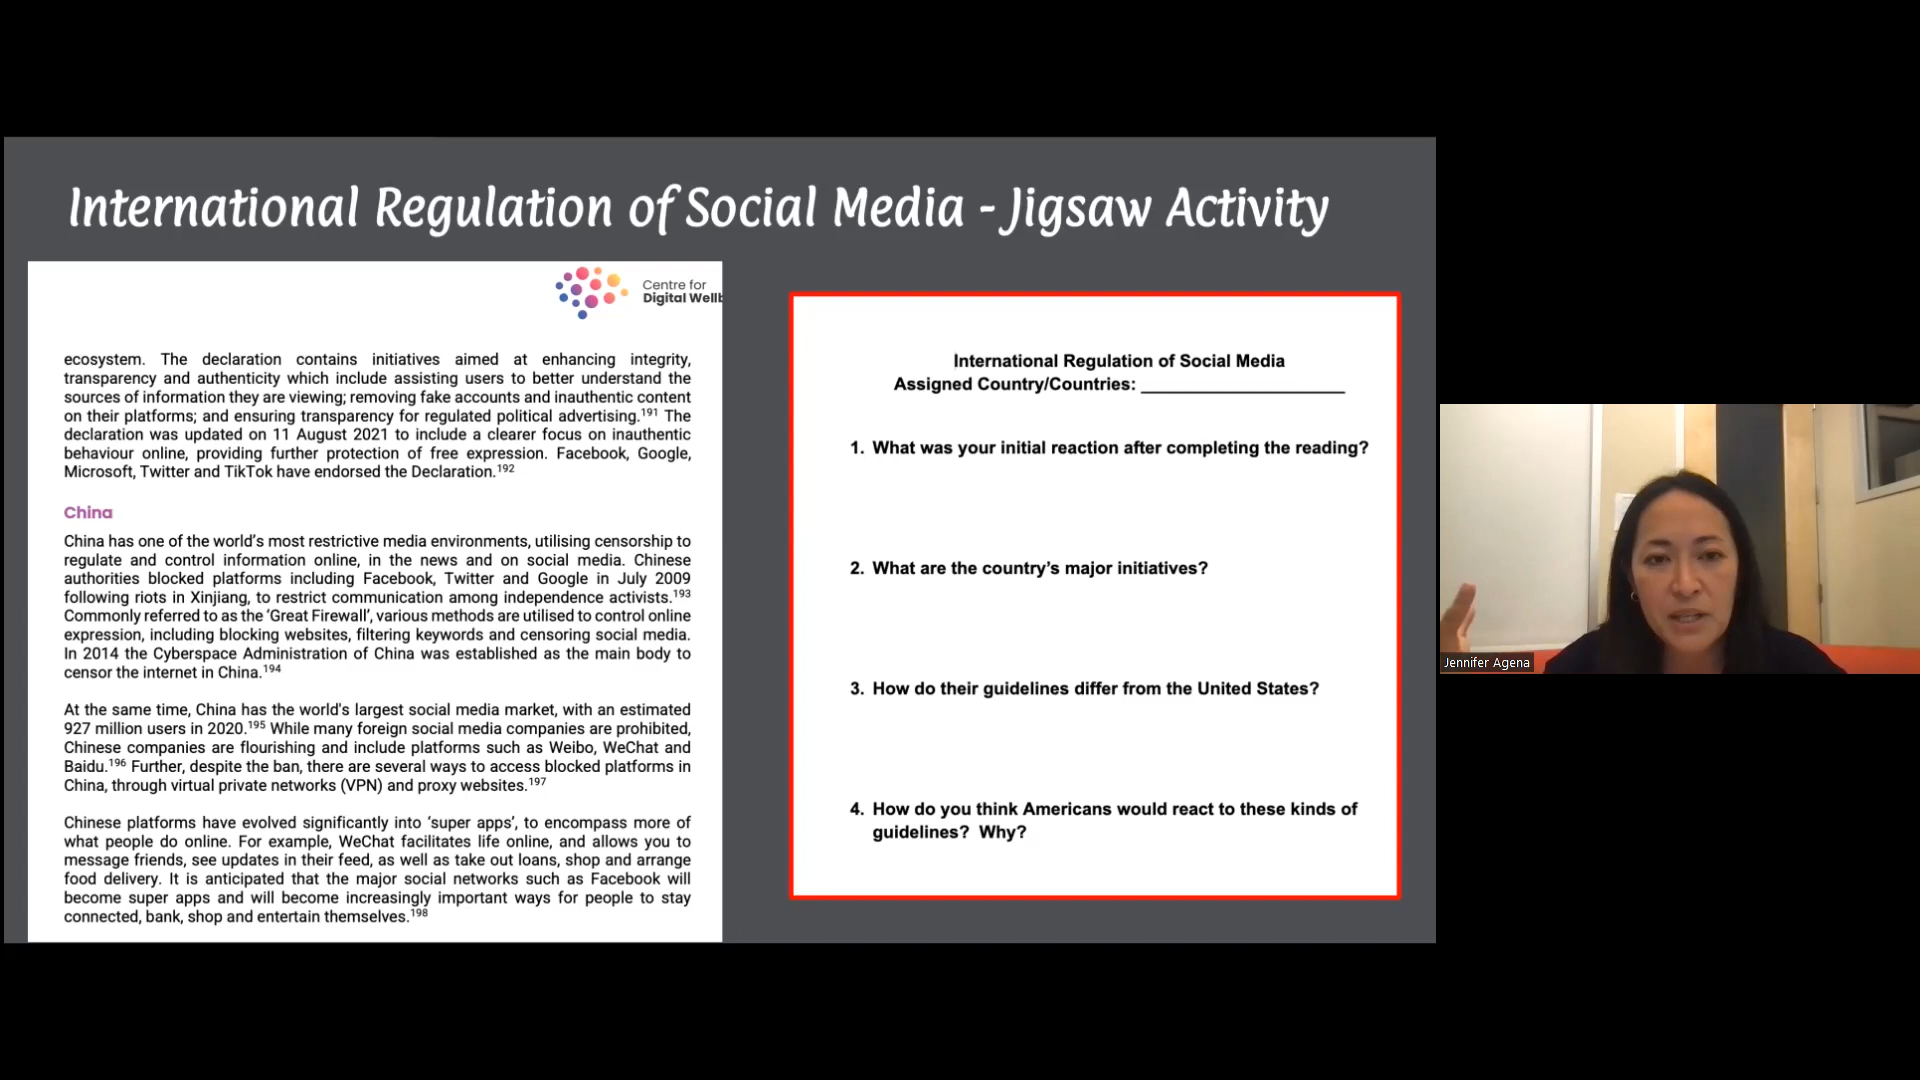 International Regulation of Social Media - Jigsaw Activity
Centre for
Digital Wellb
ecosystem. The declaration contains initiatives aimed at enhancing integrity,
transparency and authenticity which include assisting users to better understand the
sources of information they are viewing; removing fake accounts and inauthentic content
on their platforms; and ensuring transparency for regulated political advertising.191 The
declaration was updated on 11 August 2021 to include a clearer focus on inauthentic
behaviour online, providing further protection of free expression. Facebook, Google,
Microsoft, Twitter and TikTok have endorsed the Declaration.192
China
China has one of the world's most restrictive media environments, utilising censorship to
regulate and control information online, in the news and on social media. Chinese
authorities blocked platforms including Facebook, Twitter and Google in July 2009
following riots in Xinjiang, to restrict communication among independence activists.193
Commonly referred to as the ‘Great Firewall’, various methods are utilised to control online
expression, including blocking websites, filtering keywords and censoring social media.
In 2014 the Cyberspace Administration of China was established as the main body to
censor the internet in China.194
At the same time, China has the world's largest social media market, with an estimated
927 million users in 2020.195 While many foreign social media companies are prohibited,
Chinese companies are flourishing and include platforms such as Weibo, WeChat and
Baidu.196 Further, despite the ban, there are several ways to access blocked platforms in
China, through virtual private networks (VPN) and proxy websites.197
Chinese platforms have evolved significantly into ‘super apps’, to encompass more of
what people do online. For example, WeChat facilitates life online, and allows you to
message friends, see updates in their feed, as well as take out loans, shop and arrange
food delivery. It is anticipated that the major social networks such as Facebook will
become super apps and will become increasingly important ways for people to stay
connected, bank, shop and entertain themselves.198
International Regulation of Social Media
Assigned Country/Countries: ____________________
1. What was your initial reaction after completing the reading?
2. What are the country’s major initiatives?
3. How do their guidelines differ from the United States?
4. How do you think Americans would react to these kinds of
guidelines? Why?
Jennifer Agena